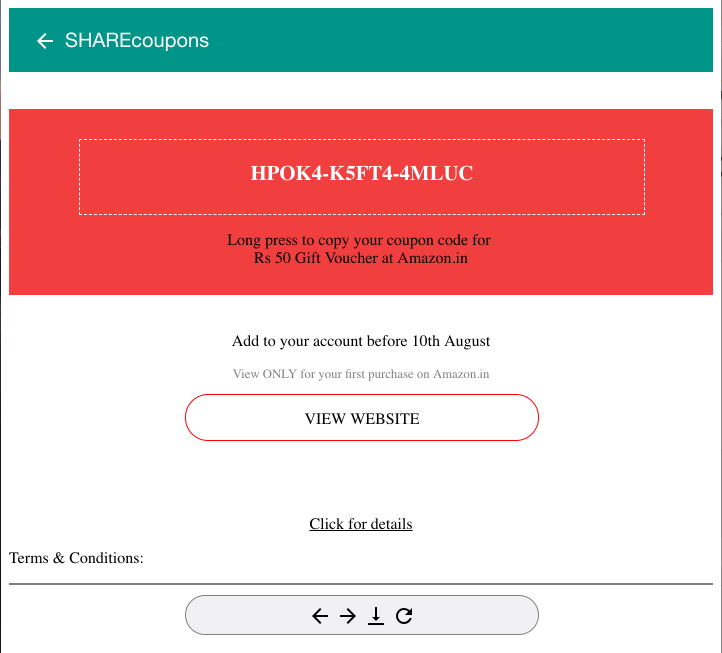 SHAREcoupons
HPOK4-K5FT4-4MLUC
Long press to copy your coupon code for
Rs 50 Gift Voucher at Amazon.in
Add to your account before 10th August
View ONLY for your first purchase on Amazon.in
VIEW WEBSITE
Click for details
Terms & Conditions: